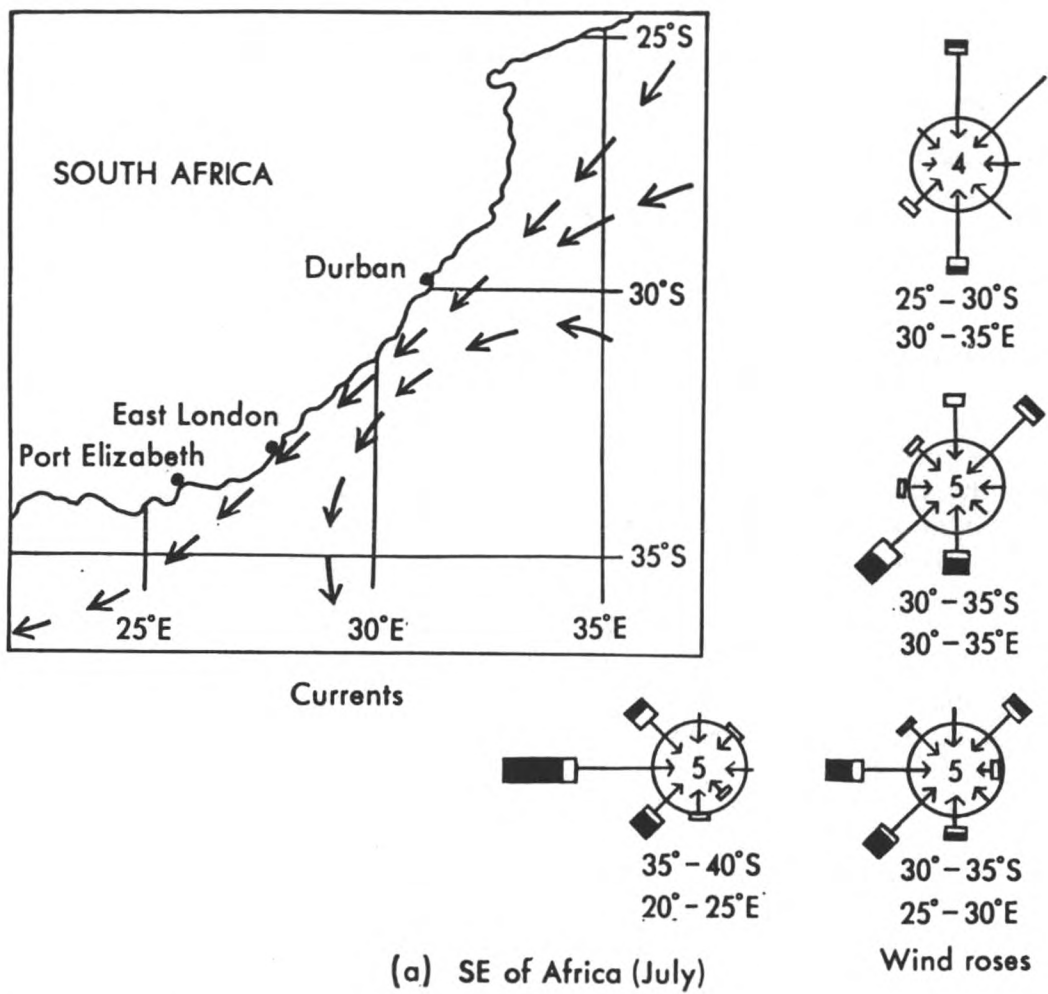 25°S
SOUTH AFRICA
Durban
30°S
East London
Port Elizabeth
35°S
25°E
30°E
35°E
Currents
4
25°-30°S
30°-35°E
5
30°-35°S
30°-35°E
5
35°-40°S
20°-25°E
5
30°-35°S
25°-30°E
Wind roses
(a) SE of Africa (July)